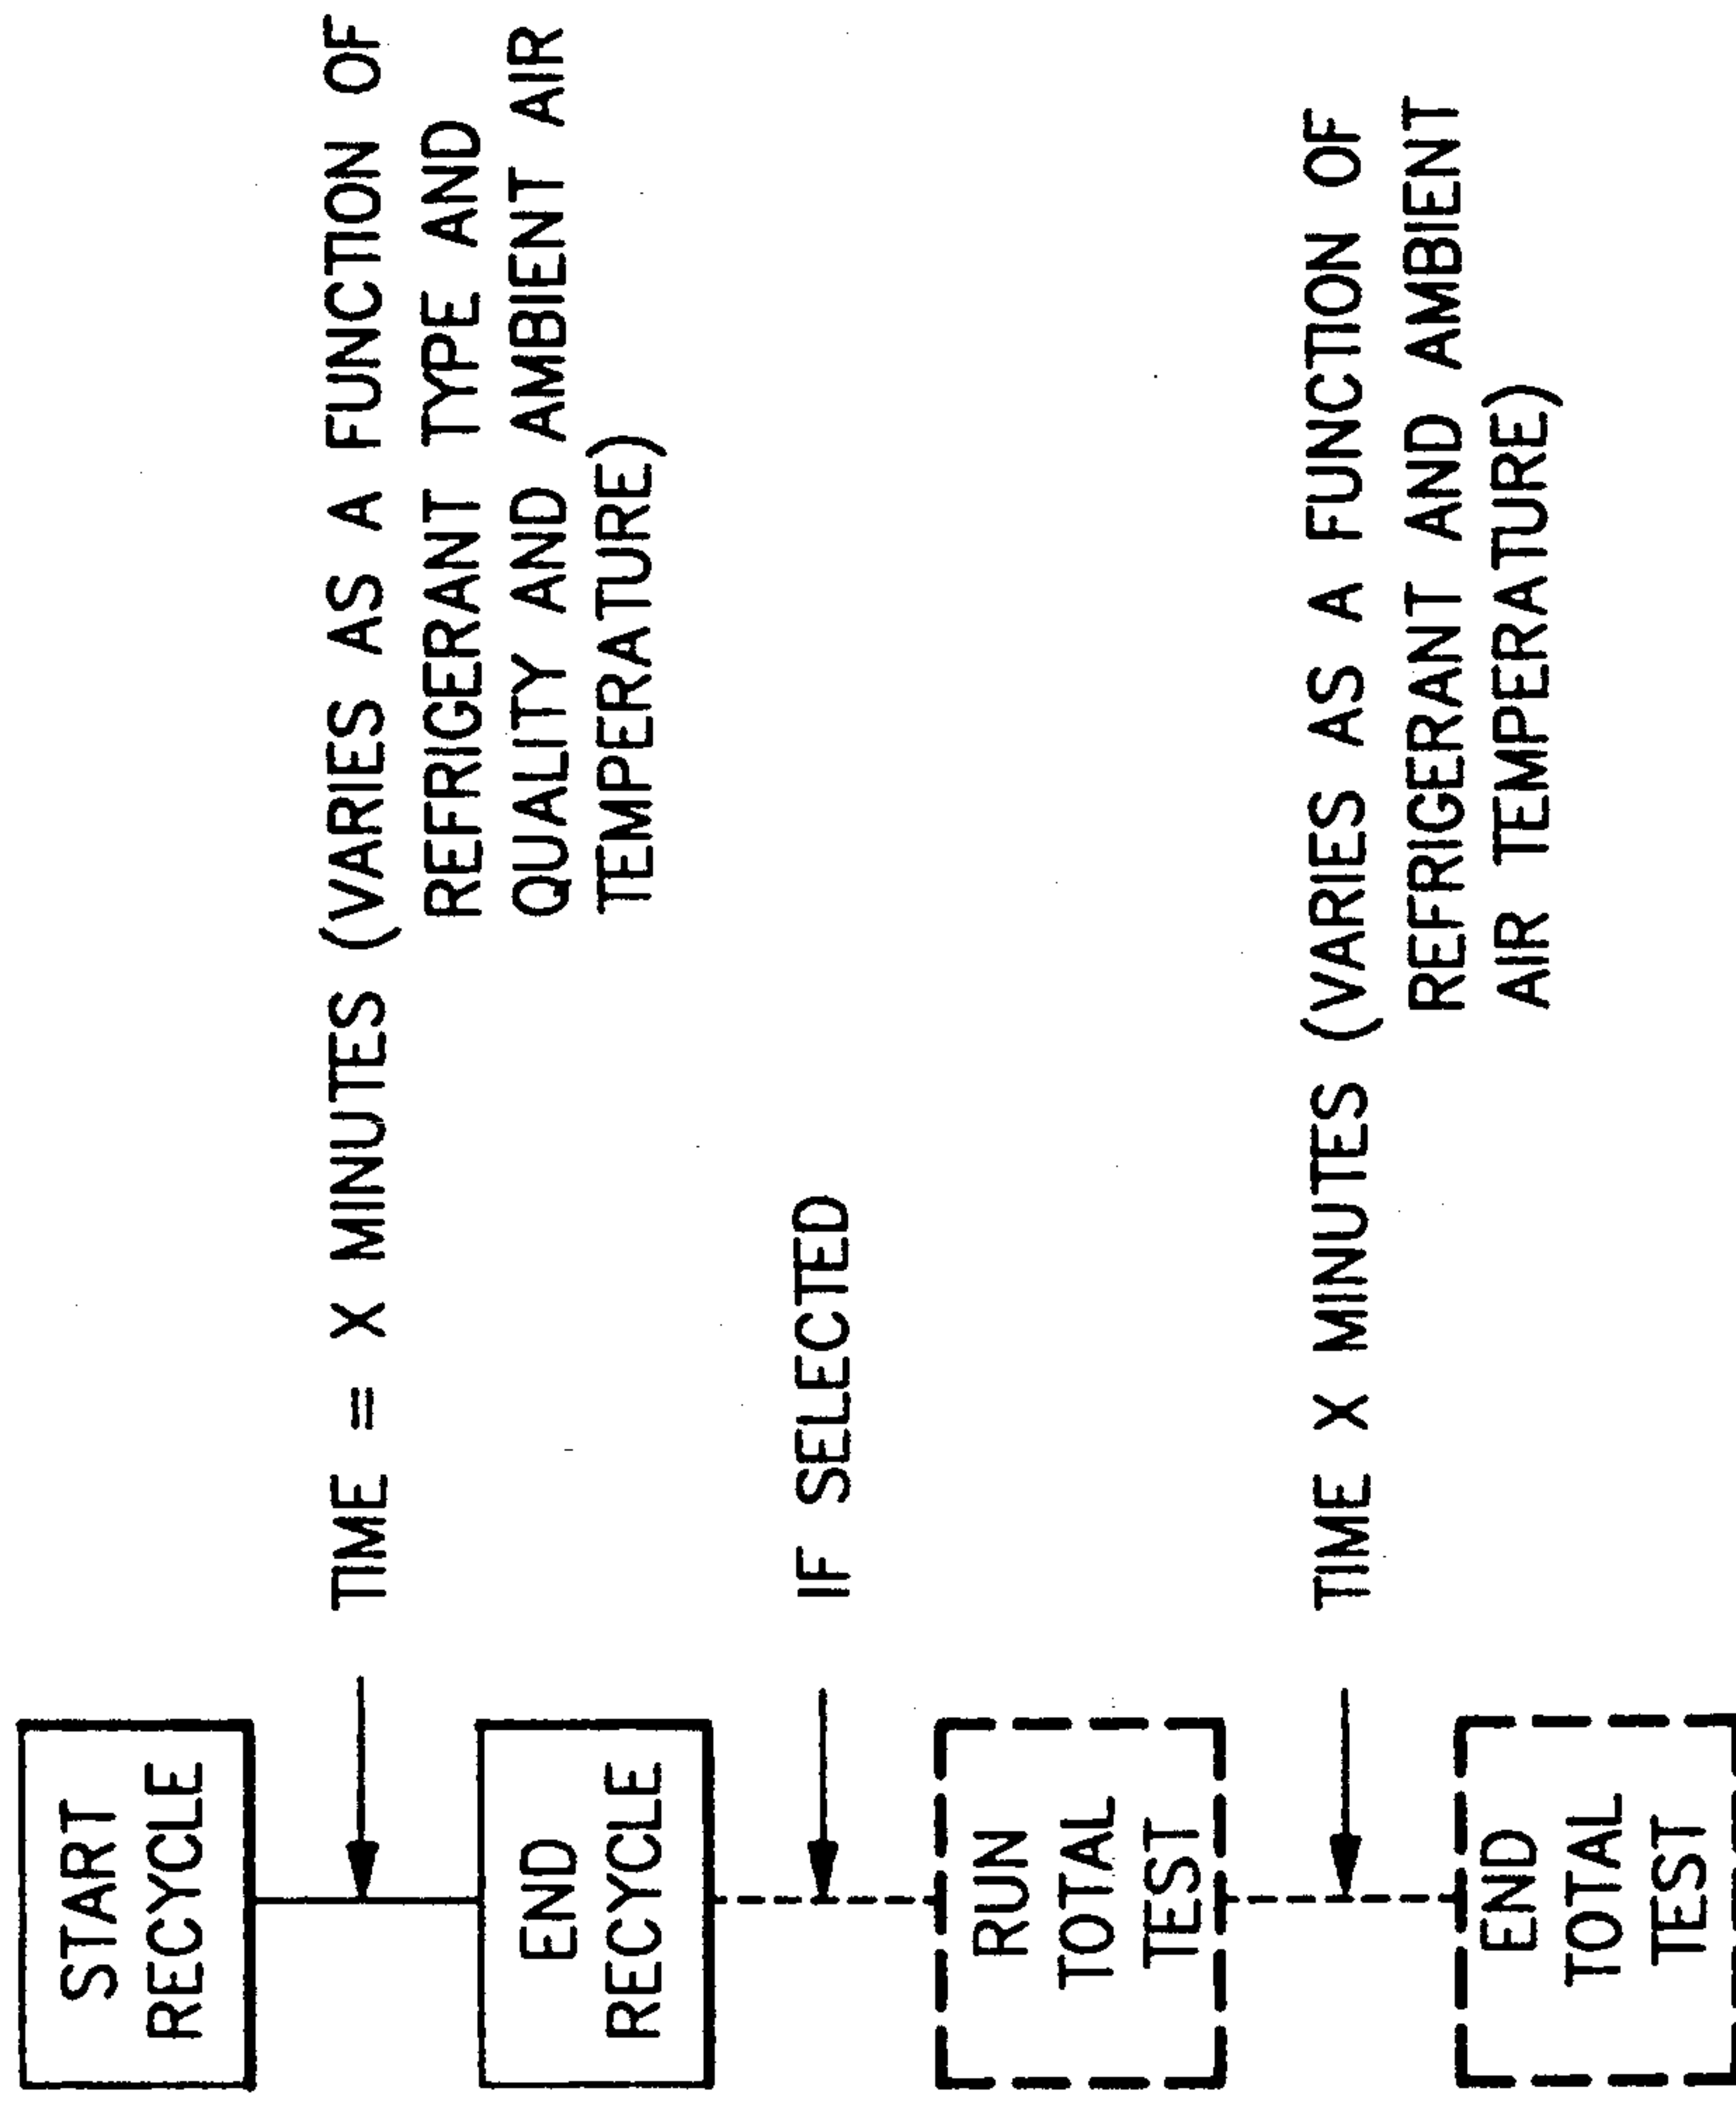 START
RECYCLE
TIME = X MINUTES (VARIES AS A FUNCTION OF
REFRIGERANT TYPE AND
QUALITY AND AMBIENT AIR
TEMPERATURE)
END
RECYCLE
IF SELECTED
RUN
TOTAL
TEST
TIME X MINUTES (VARIES AS A FUNCTION OF
REFRIGERANT AND AMBIENT
AIR TEMPERATURE)
END
TOTAL
TEST